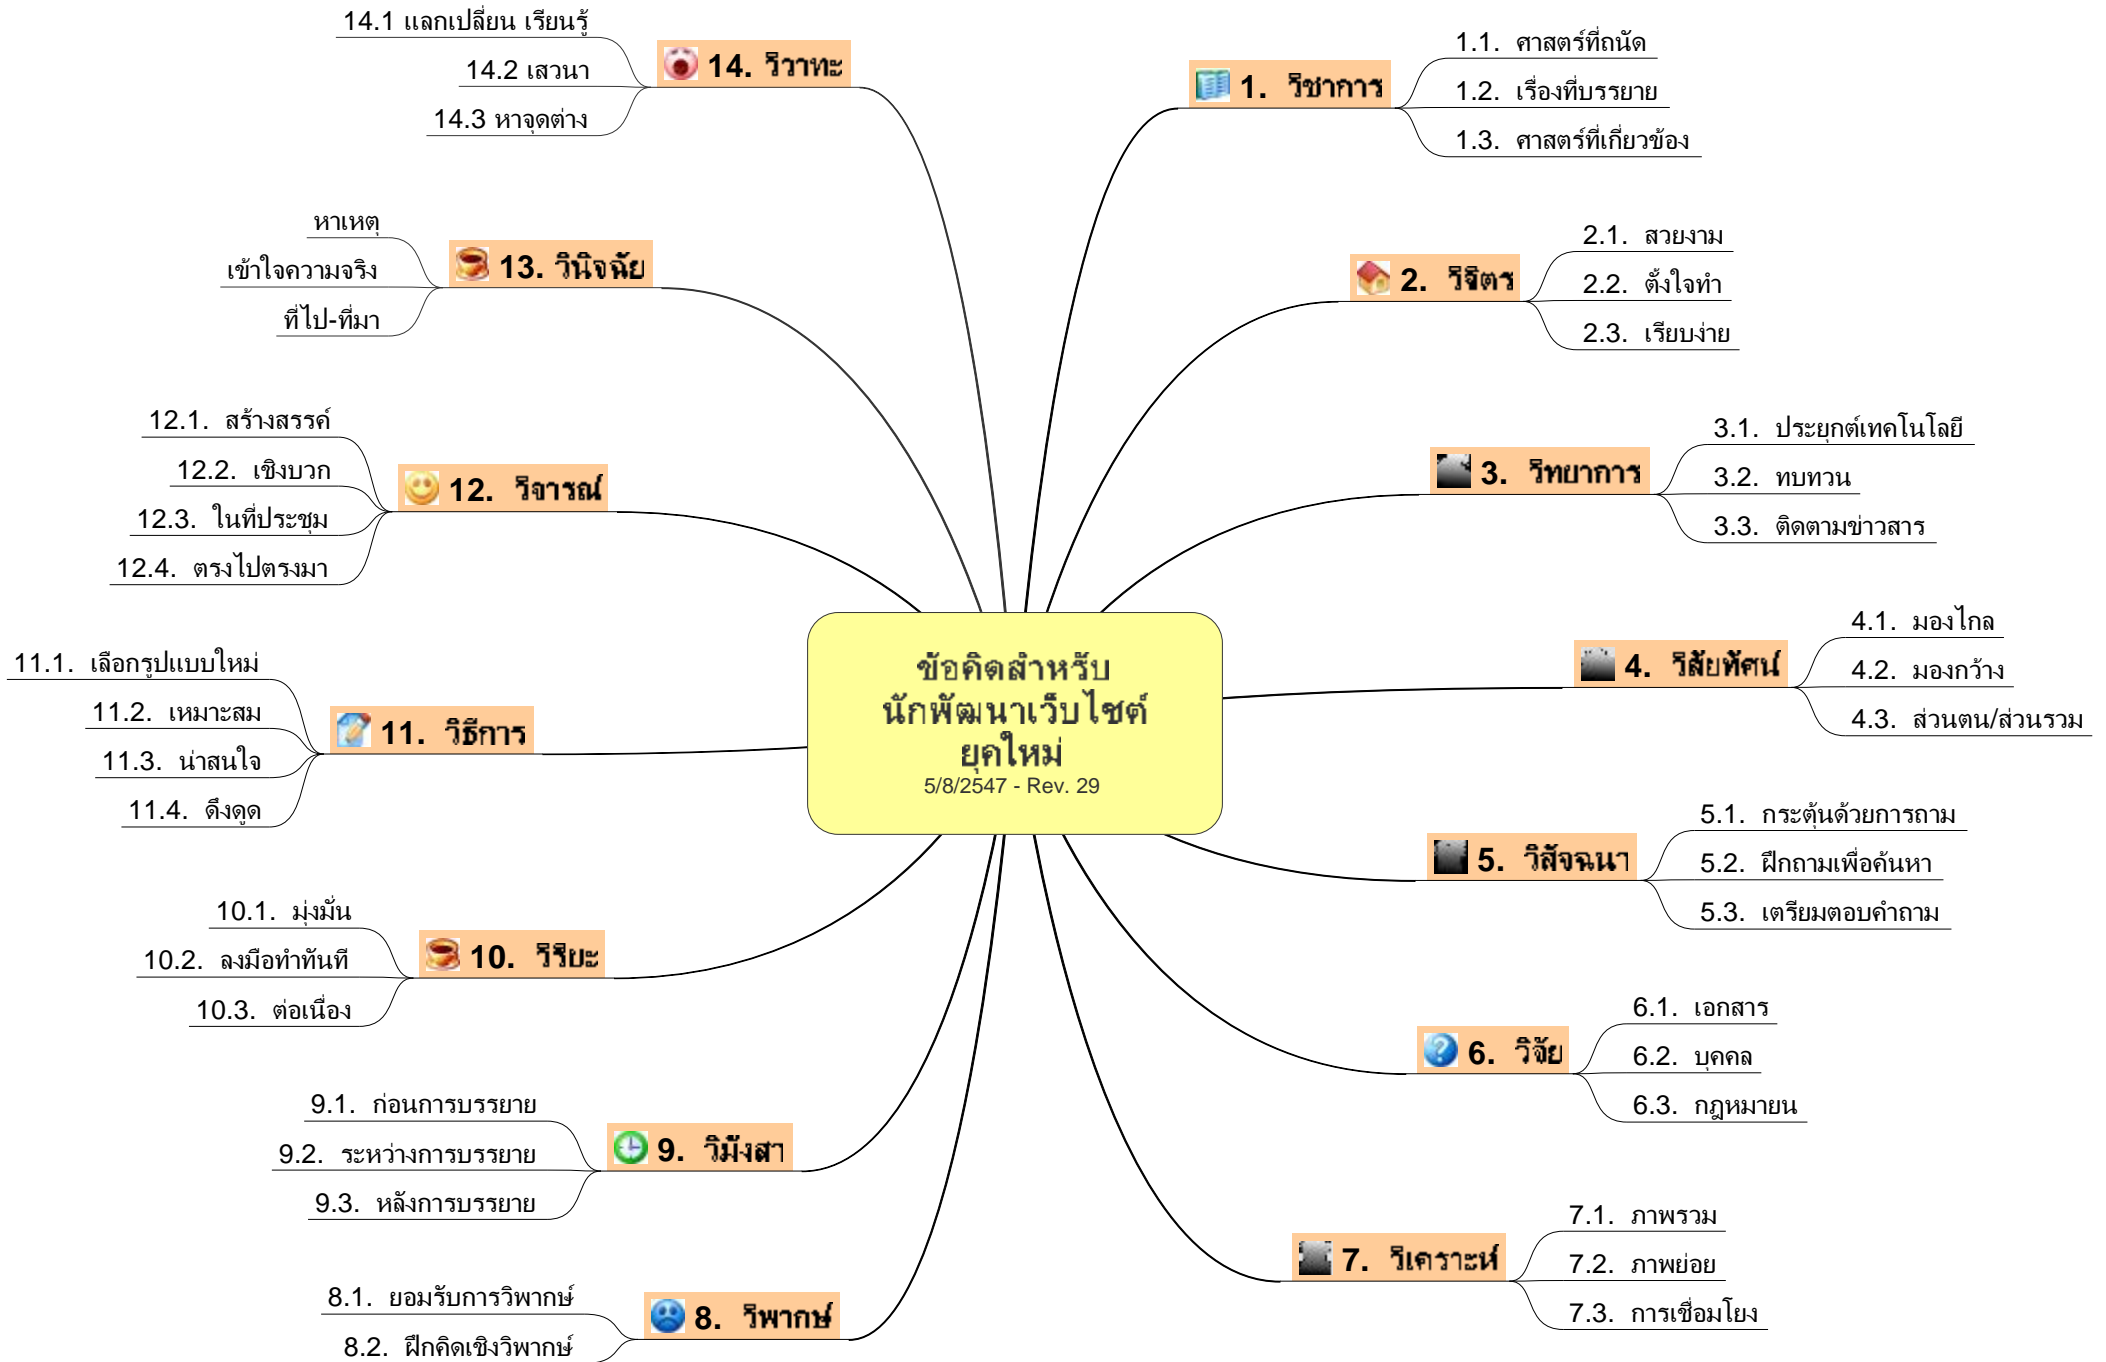 ข้อคิดสำหรับ
นักพัฒนาเว็บไซต์
ยุคใหม่
5/8/2547 - Rev. 29
1. วิชาการ
1.1. ศาสตร์ที่ถนัด
1.2. เรื่องที่บรรยาย
1.3. ศาสตร์ที่เกี่ยวข้อง
2. วิจิตร
2.1. สวยงาม
2.2. ตั้งใจทำ
2.3. เรียบง่าย
3. วิทยาการ
3.1. ประยุกต์เทคโนโลยี
3.2. ทบทวน
3.3. ติดตามข่าวสาร
4. วิสัยทัศน์
4.1. มองไกล
4.2. มองกว้าง
4.3. ส่วนตน/ส่วนรวม
5. วิสัจฉนา
5.1. กระตุ้นด้วยการถาม
5.2. ฝึกถามเพื่อค้นหา
5.3. เตรียมตอบคำถาม
6. วิจัย
6.1. เอกสาร
6.2. บุคคล
6.3. กฎหมายน
7. วิเคราะห์
7.1. ภาพรวม
7.2. ภาพย่อย
7.3. การเชื่อมโยง
8. วิพากษ์
8.1. ยอมรับการวิพากษ์
8.2. ฝึกคิดเชิงวิพากษ์
9. วิมังสา
9.1. ก่อนการบรรยาย
9.2. ระหว่างการบรรยาย
9.3. หลังการบรรยาย
10. วิริยะ
10.1. มุ่งมั่น
10.2. ลงมือทำทันที
10.3. ต่อเนื่อง
11. วิธีการ
11.1. เลือกรูปแบบใหม่
11.2. เหมาะสม
11.3. น่าสนใจ
11.4. ดึงดูด
12. วิจารณ์
12.1. สร้างสรรค์
12.2. เชิงบวก
12.3. ในที่ประชุม
12.4. ตรงไปตรงมา
13. วินิจฉัย
หาเหตุ
เข้าใจความจริง
ที่ไป-ที่มา
14. วิวาทะ
14.1 แลกเปลี่ยน เรียนรู้
14.2 เสวนา
14.3 หาจุดต่าง